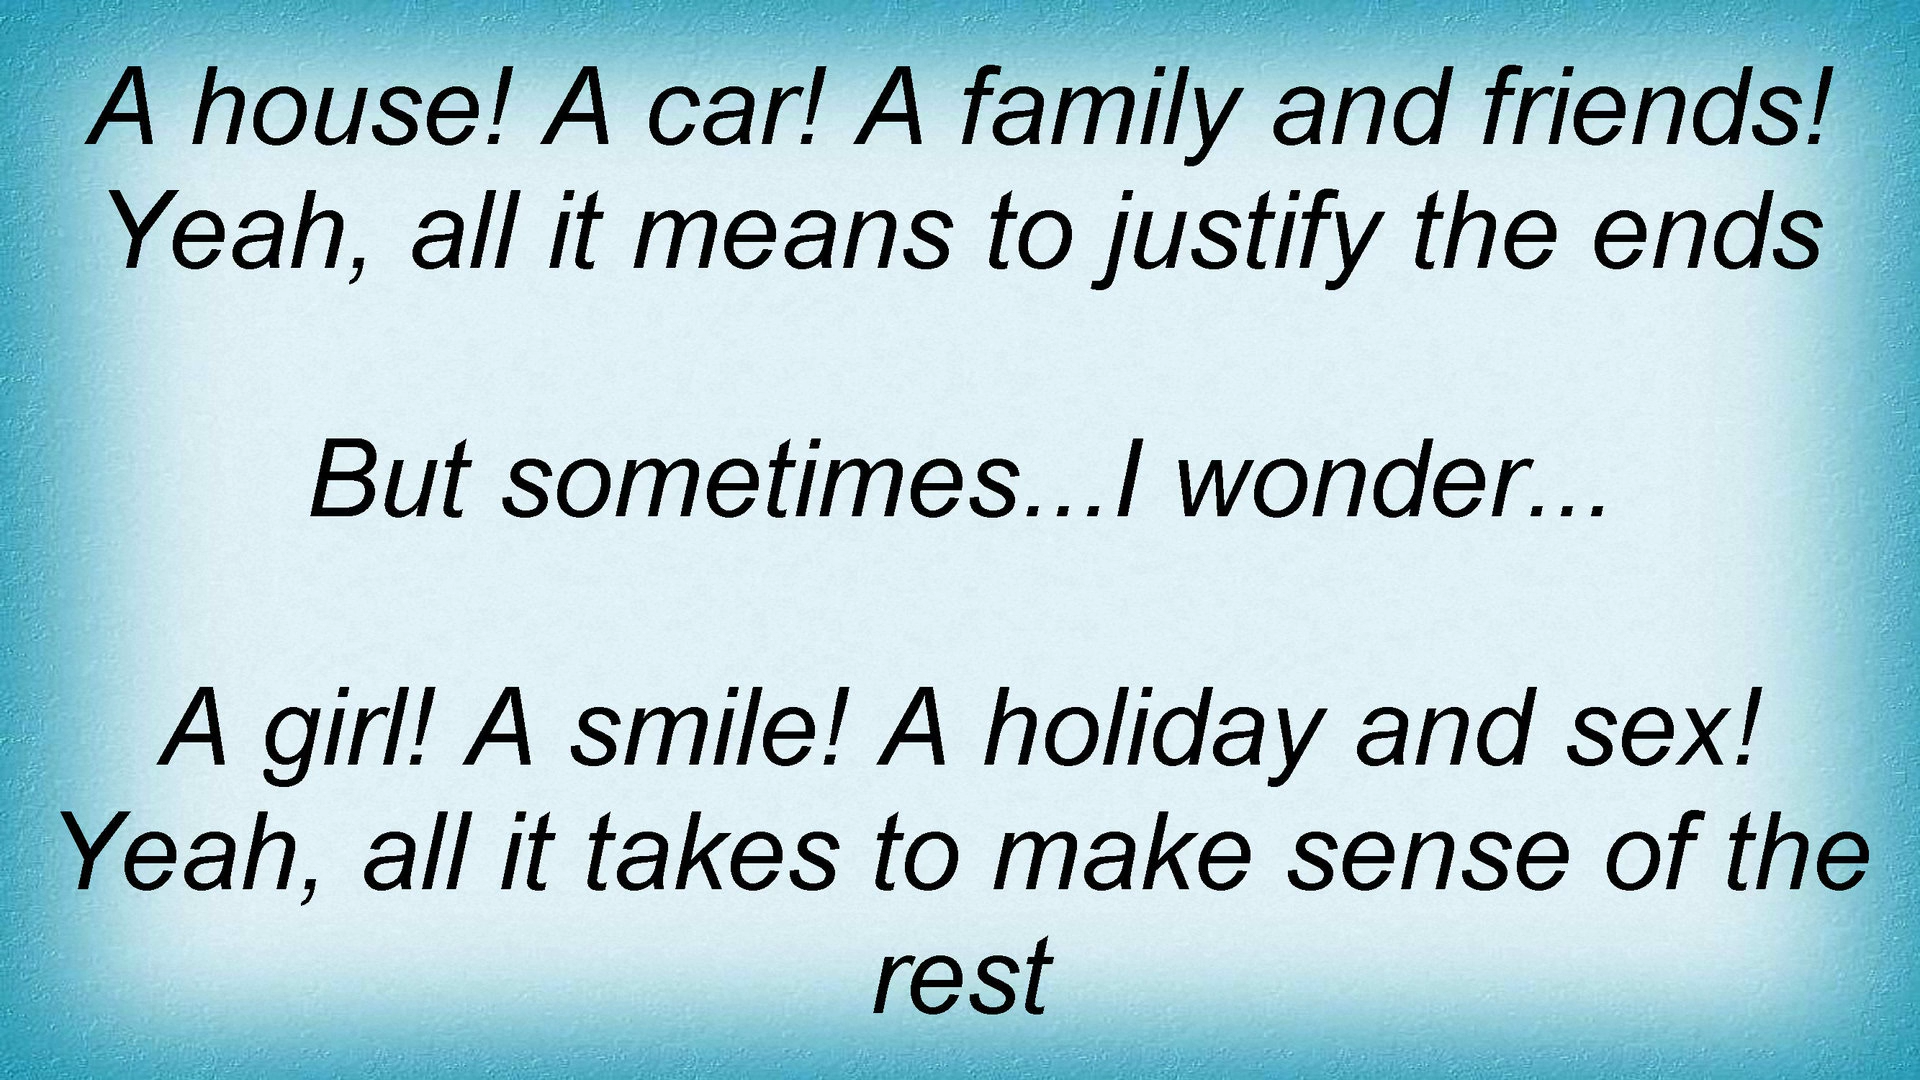 A house! A car! A family and friends!
Yeah, all it means to justify the ends
But sometimes...I wonder...
A girl! A smile! A holiday and sex!
Yeah, all it takes to make sense of the
rest